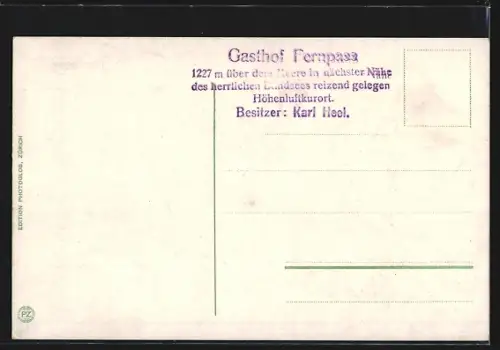 Gasthof Fernpass
1227 m über dem Meere in nächster Nähe
des herrlichen Blindsees reizend gelegen
Höhenluftkurort.
Besitzer: Karl
EDITION PHOTOGLOB, ZÜRICH
PZ